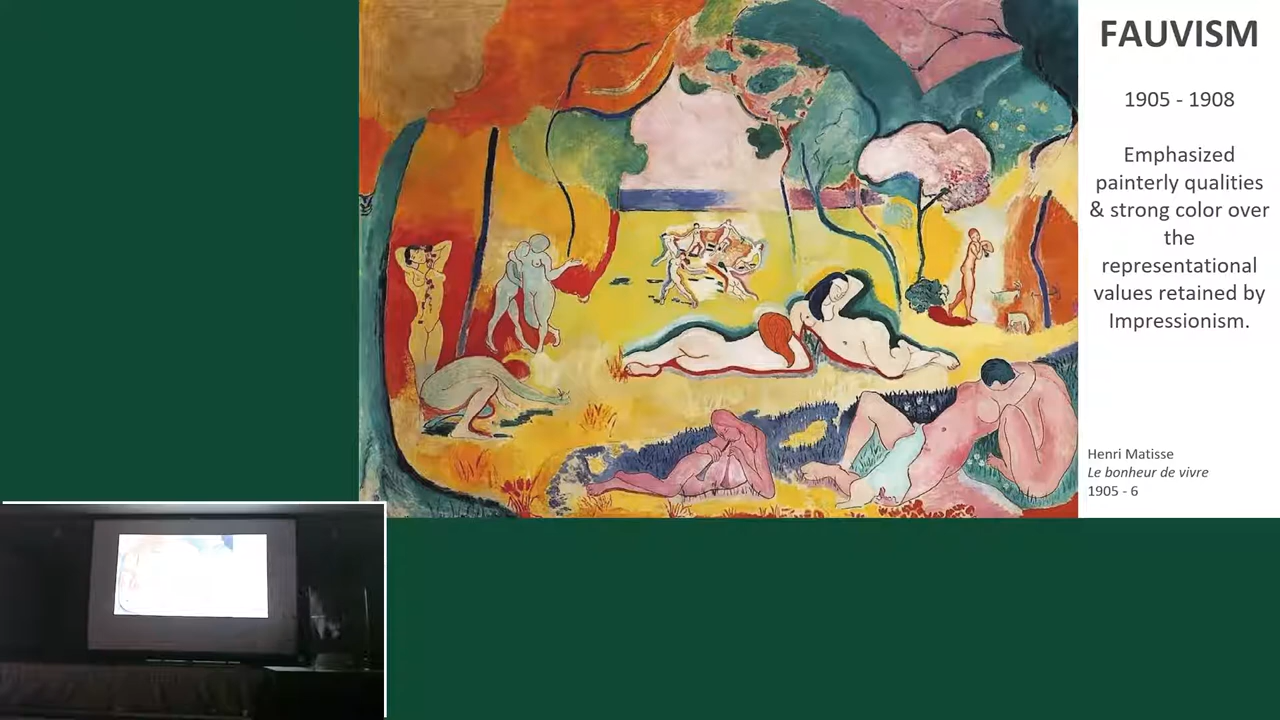 FAUVISM
1905 - 1908
Emphasized
painterly qualities
& strong color over
the
representational
values retained by
Impressionism.
Henri Matisse
Le bonheur de vivre
1905 - 6